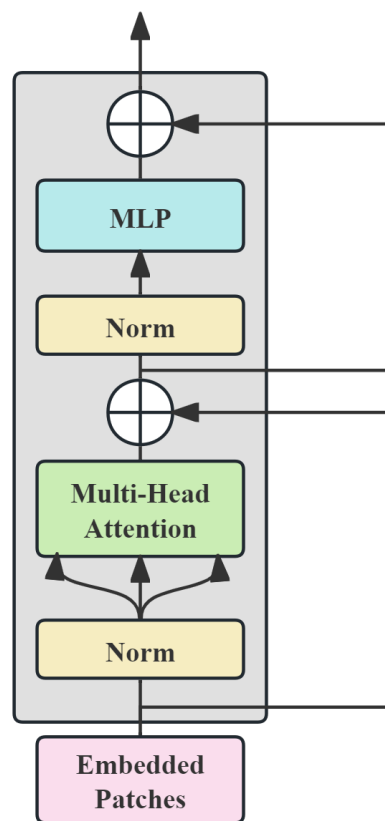 MLP
Norm
Multi-Head
Attention
Norm
Embedded
Patches